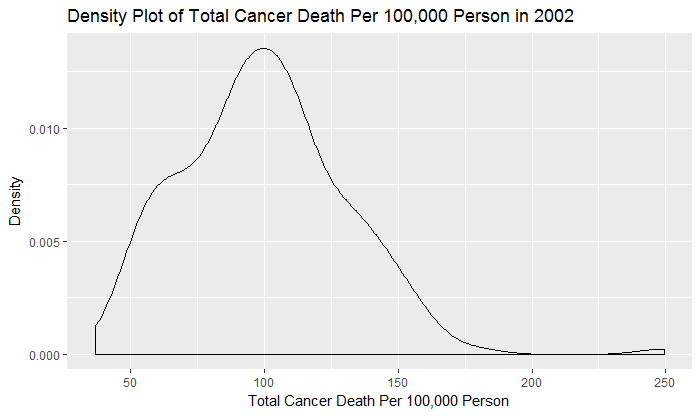 Density Plot of Total Cancer Death Per 100,000 Person in 2002
0.010
0.005
0.000
Density
50 100 150 200 250
Total Cancer Death Per 100,000 Person